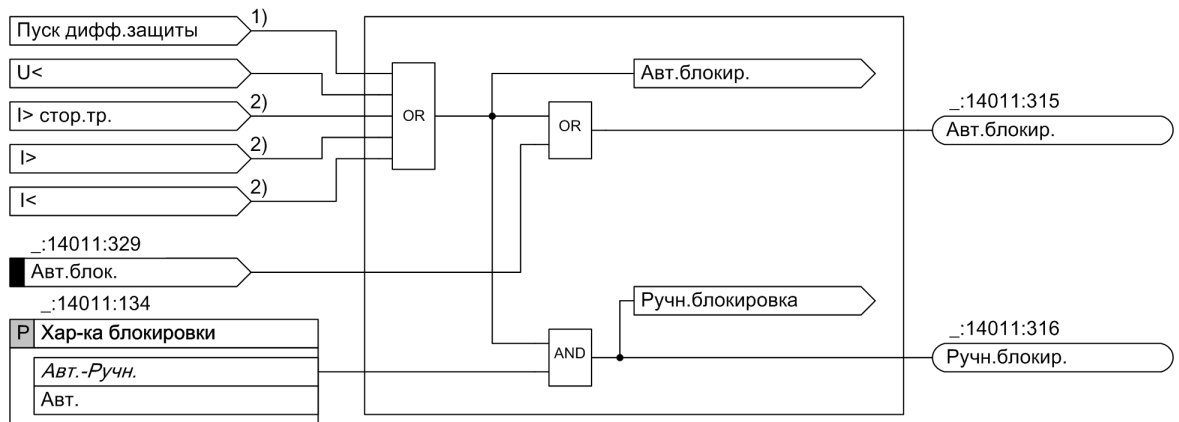 Пуск дифф.защиты
1)
U<
I> стор.тр.
2)
I>
2)
I<
2)
_:14011:329
Авт.блок.
_:14011:134
P Хар-ка блокировки
Авт.-Ручн.
Авт.
OR
OR
AND
Авт.блокир.
Ручн.блокировка
_:14011:315
Авт.блокир.
_:14011:316
Ручн.блокир.